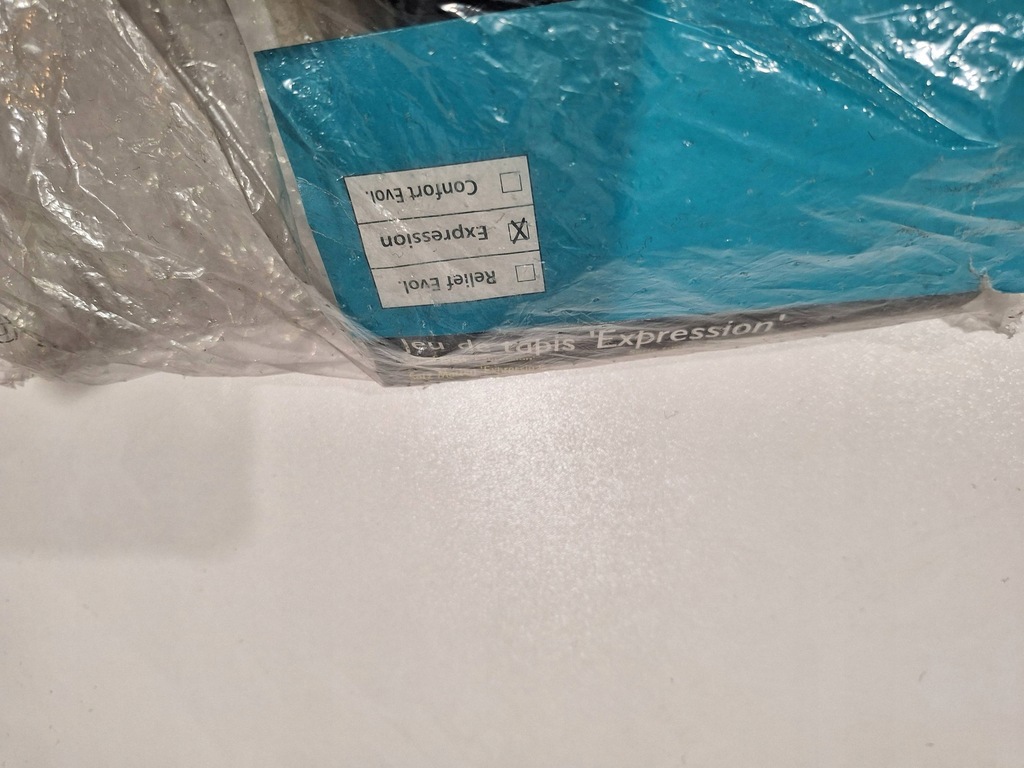 Relief Evol.
Expression
Confort Evol.
Jeu de tapis 'Expression'